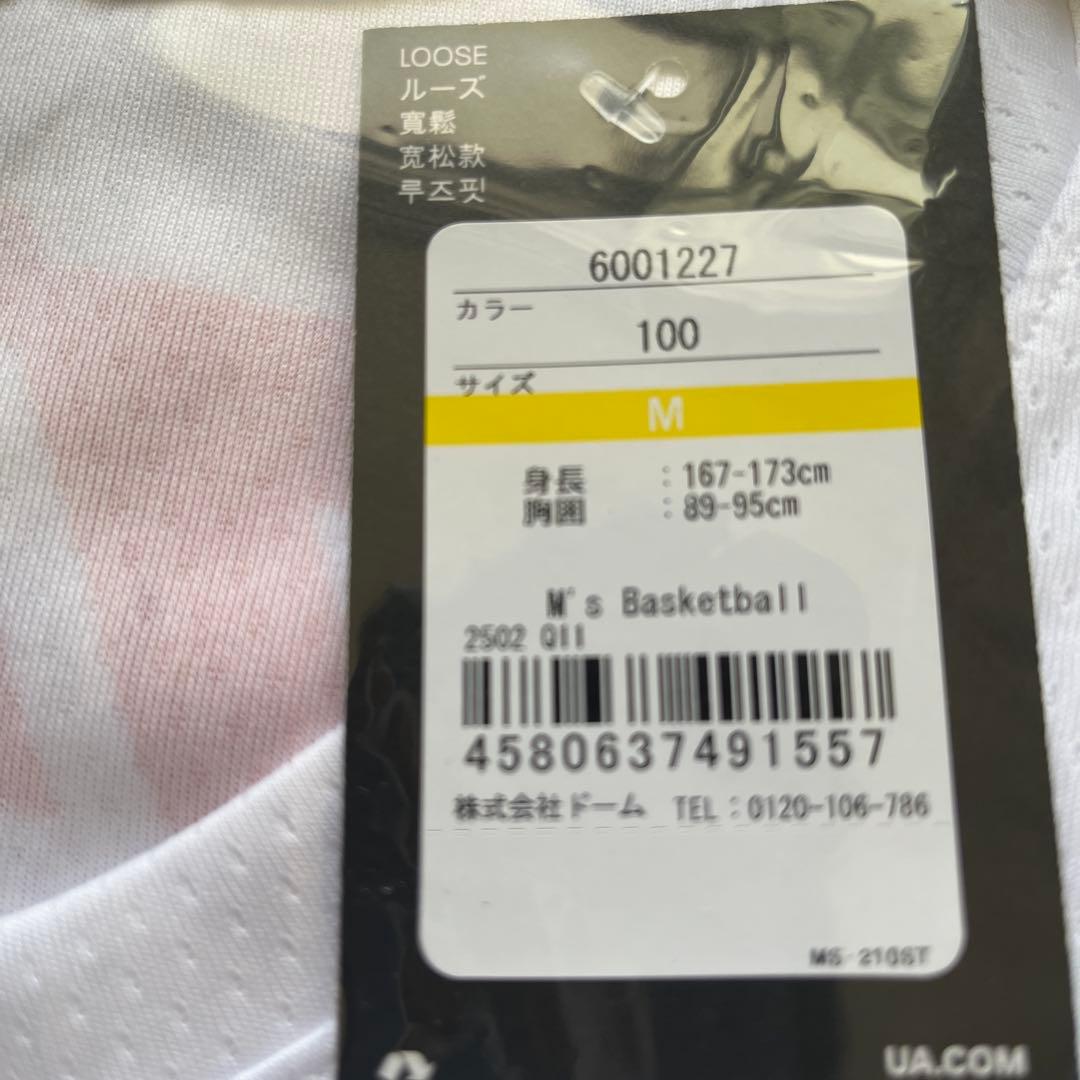 LOOSE
ルーズ
寬鬆
宽松款
루즈핏
6001227
カラー
100
サイズ
M
身長 : 167-173cm
胸囲 : 89-95cm
M's Basketball
2502 QII
4580637491557
株式会社ドーム TEL:0120-106-786
MS-210ST
UA.COM